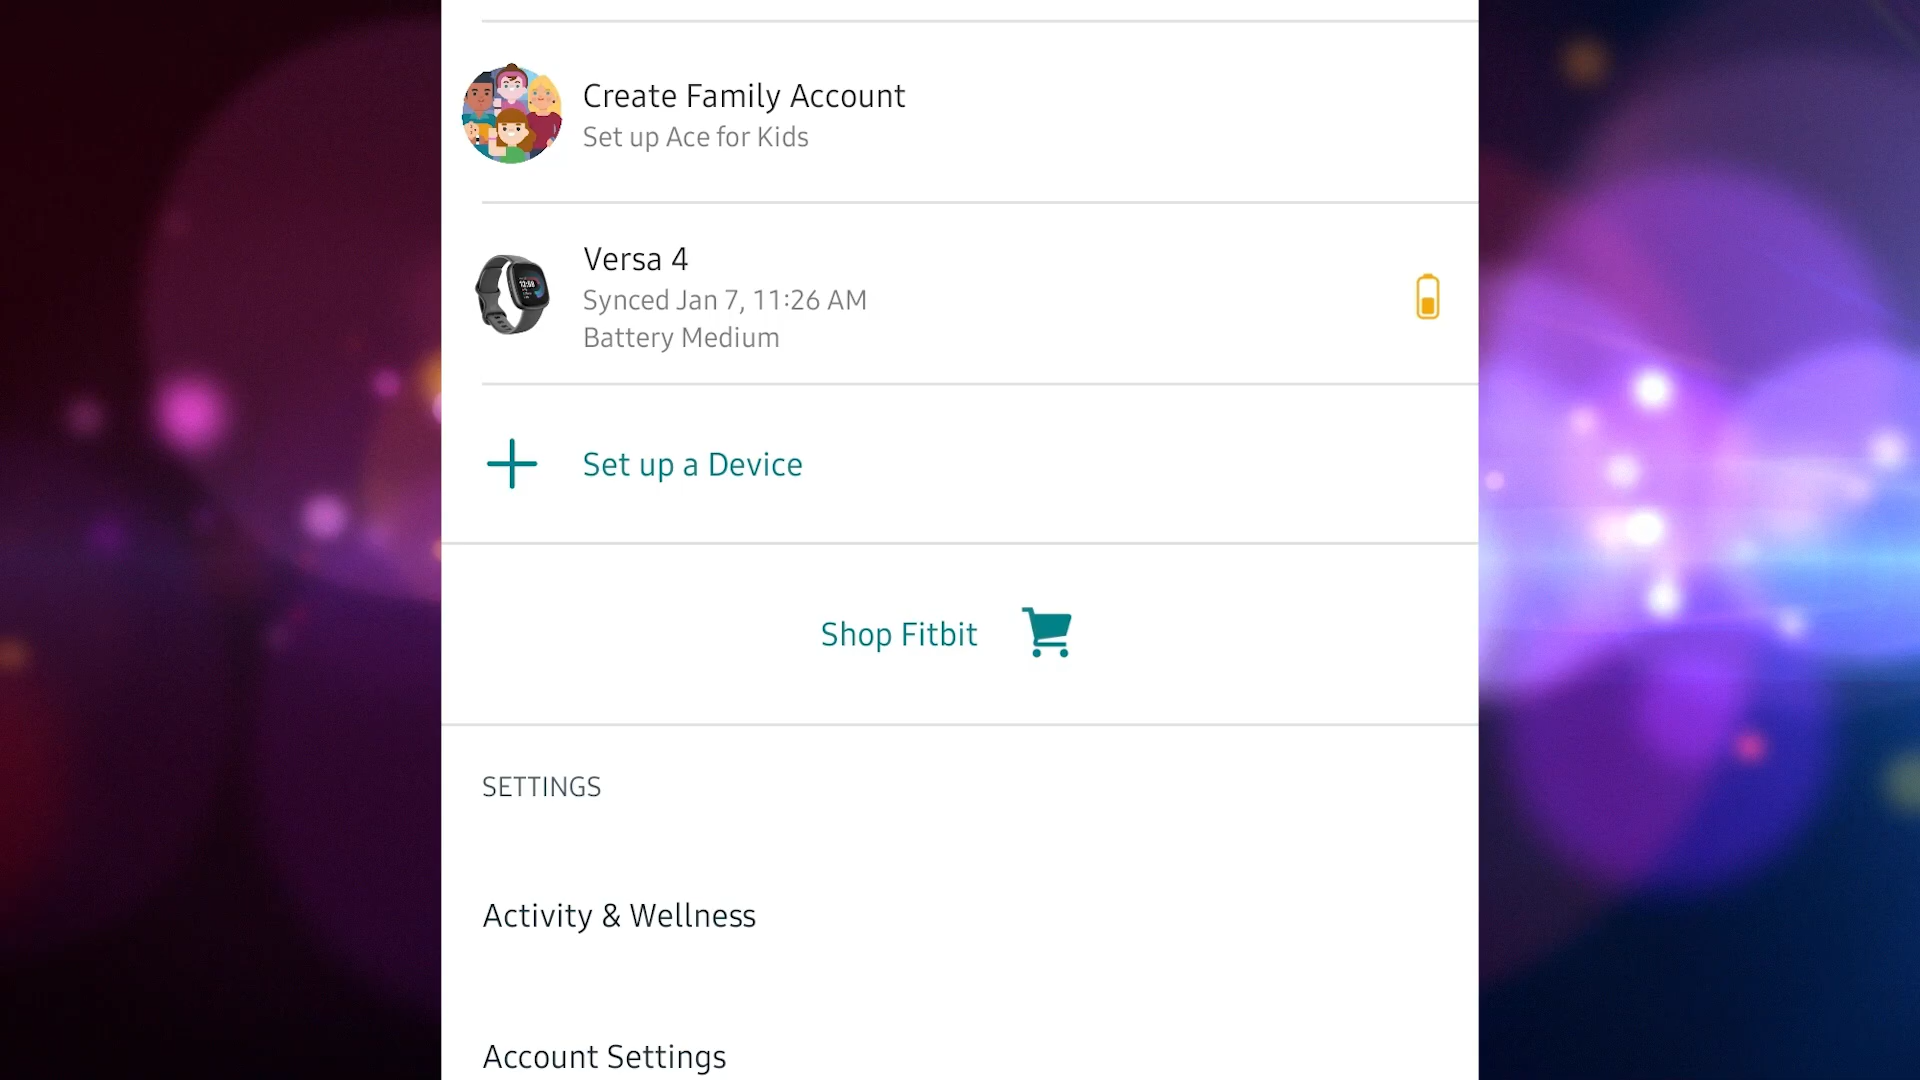 Create Family Account
Set up Ace for Kids
Versa 4
Synced Jan 7, 11:26 AM
Battery Medium
Set up a Device
Shop Fitbit
SETTINGS
Activity & Wellness
Account Settings